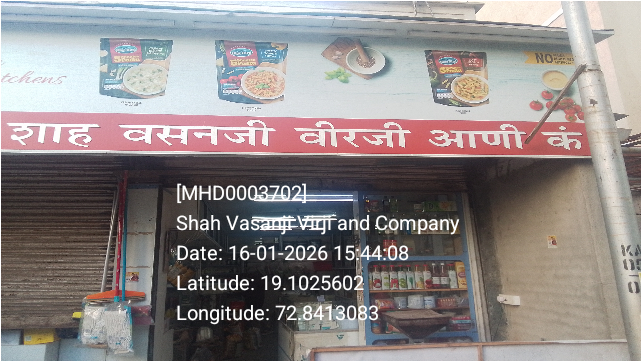 tchens
NO
शाह वसनजी वीरजी आणी कं
[MHD0003702]
Shah Vasanji Virji and Company
Date: 16-01-2026 15:44:08
Latitude: 19.1025602
Longitude: 72.8413083